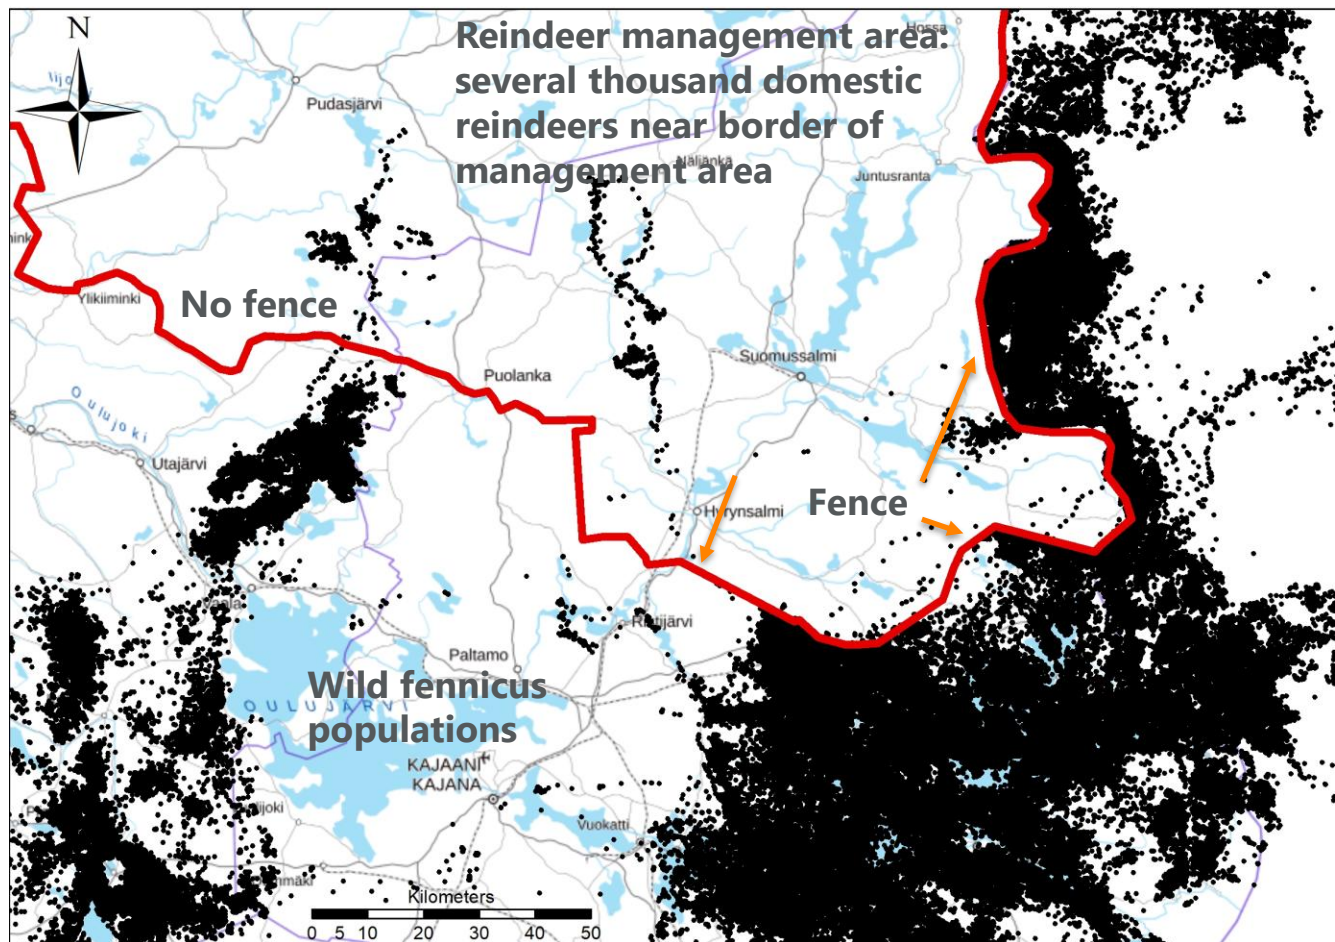 N
Reindeer management area:
several thousand domestic
reindeers near border of
management area
Hossa
Iijo
Pudasjärvi
Näljänkä
Juntusranta
No fence
Ylikiiminki
Suomussalmi
Puolanka
Oulujoki
Utajärvi
Fence
Hyrynsalmi
Vaala
Ristijärvi
Paltamo
Wild fennicus
populations
OULUJÄRVI
KAJAANI
KAJANA
Vuokatti
Kilometers
0 5 10 20 30 40 50